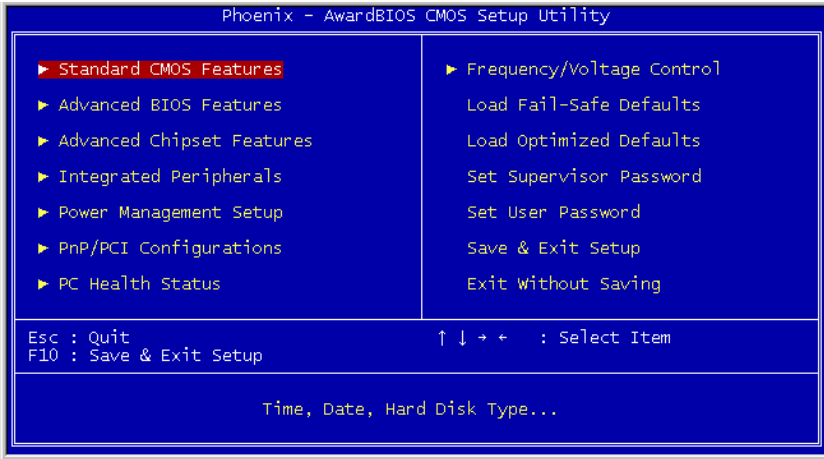 Phoenix - AwardBIOS CMOS Setup Utility
► Standard CMOS Features
► Advanced BIOS Features
► Advanced Chipset Features
► Integrated Peripherals
► Power Management Setup
► PnP/PCI Configurations
► PC Health Status
► Frequency/Voltage Control
Load Fail-Safe Defaults
Load Optimized Defaults
Set Supervisor Password
Set User Password
Save & Exit Setup
Exit Without Saving
Esc : Quit
F10 : Save & Exit Setup
↑ ↓ → ← : Select Item
Time, Date, Hard Disk Type...